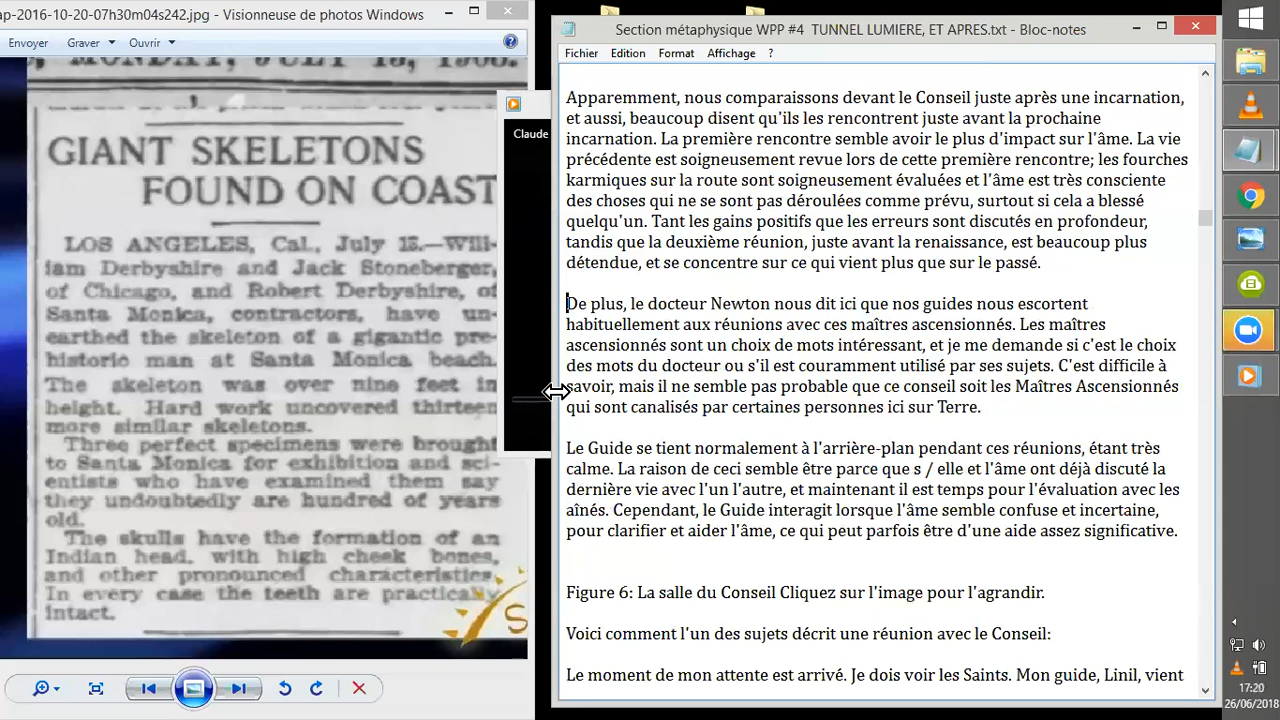 ap-2016-10-20-07h30m04s242.jpg - Visionneuse de photos Windows
Envoyer Graver Ouvrir
MONDAY, JULY 13, 1908.
GIANT SKELETONS
FOUND ON COAST
LOS ANGELES, Cal., July 13.—Wil-
liam Derbyshire and Jack Stoneberger,
of Chicago, and Robert Derbyshire, of
Santa Monica, contractors, have un-
earthed the skeleton of a prog-
historic man at Santa Monica beach.
The skeleton was over nine feet in
height. Hard work uncovered thirteen
more similar skeletons.
Three perfect specimens were brought
to Santa Monica for exhibition and sci-
entists who have examined them say
they undoubtedly are hundred of years
old.
The skulls have the formation of an
Indian head, with high cheek bones,
and other pronounced characteristics.
In every case the teeth are practically
intact.
S
Claude
Section métaphysique WPP #4 TUNNEL LUMIERE, ET APRES.txt - Bloc-notes
Fichier Edition Format Affichage ?
Apparemment, nous comparaissons devant le Conseil juste après une incarnation,
et aussi, beaucoup disent qu'ils les rencontrent juste avant la prochaine
incarnation. La première rencontre semble avoir le plus d'impact sur l'âme. La vie
précédente est soigneusement revue lors de cette première rencontre; les fourches
karmiques sur la route sont soigneusement évaluées et l'âme est très consciente
des choses qui ne se sont pas déroulées comme prévu, surtout si cela a blessé
quelqu'un. Tant les gains positifs que les erreurs sont discutés en profondeur,
tandis que la deuxième réunion, juste avant la renaissance, est beaucoup plus
détendue, et se concentre sur ce qui vient plus que sur le passé.
De plus, le docteur Newton nous dit ici que nos guides nous escortent
habituellement aux réunions avec ces maîtres ascensionnés. Les maîtres
ascensionnés sont un choix de mots intéressant, et je me demande si c'est le choix
des mots du docteur ou s'il est couramment utilisé par ses sujets. C'est difficile à
savoir, mais il ne semble pas probable que ce conseil soit les Maîtres Ascensionnés
qui sont canalisés par certaines personnes ici sur Terre.
Le Guide se tient normalement à l'arrière-plan pendant ces réunions, étant très
calme. La raison de ceci semble être parce que s / elle et l'âme ont déjà discuté la
dernière vie avec l'un l'autre, et maintenant il est temps pour l'évaluation avec les
aînés. Cependant, le Guide interagit lorsque l'âme semble confuse et incertaine,
pour clarifier et aider l'âme, ce qui peut parfois être d'une aide assez significative.
Figure 6: La salle du Conseil Cliquez sur l'image pour l'agrandir.
Voici comment l'un des sujets décrit une réunion avec le Conseil:
Le moment de mon attente est arrivé. Je dois voir les Saints. Mon guide, Linil, vient
17:20
26/06/2018